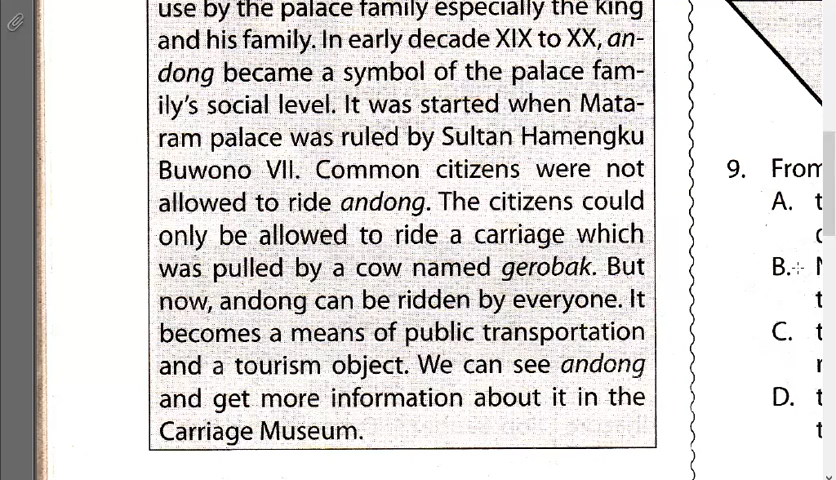 use by the palace family especially the king
and his family. In early decade XIX to XX, an-
dong became a symbol of the palace fam-
ily's social level. It was started when Mata-
ram palace was ruled by Sultan Hamengku
Buwono VII. Common citizens were not
allowed to ride andong. The citizens could
only be allowed to ride a carriage which
was pulled by a cow named gerobak. But
now, andong can be ridden by everyone. It
becomes a means of public transportation
and a tourism object. We can see andong
and get more information about it in the
Carriage Museum.
9. From
A. t
B.
t
C. t
D. t
t